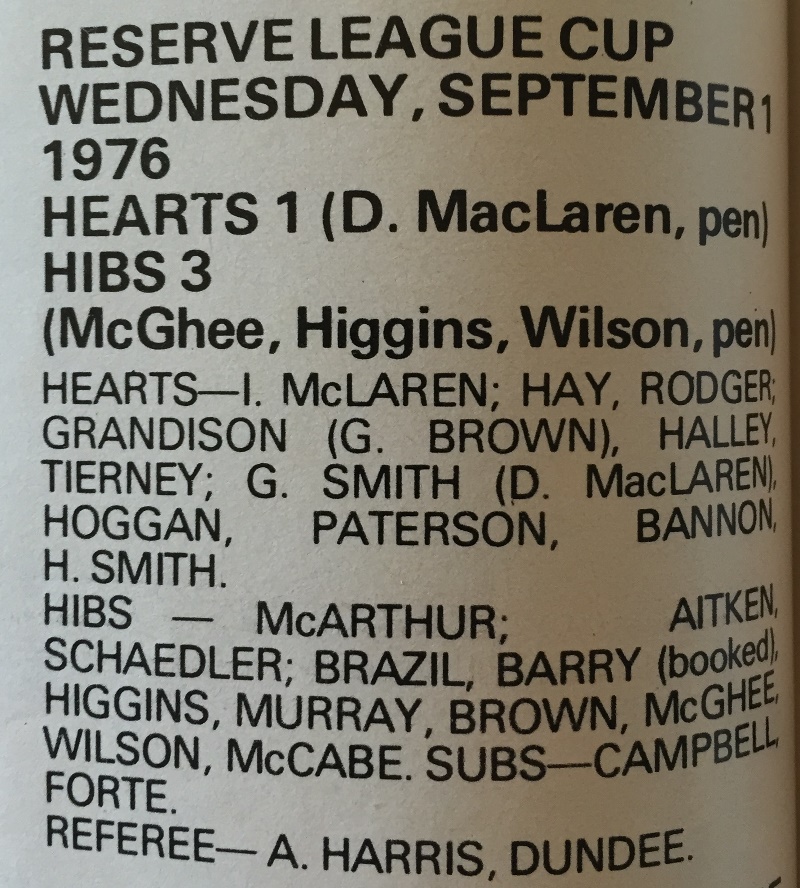 RESERVE LEAGUE CUP
WEDNESDAY, SEPTEMBER 1
1976
HEARTS 1 (D. MacLaren, pen)
HIBS 3
(McGhee, Higgins, Wilson, pen)
HEARTS—I. McLAREN; HAY, RODGER;
GRANDISON (G. BROWN), HALLEY,
TIERNEY; G. SMITH (D. MacLAREN),
HOGGAN, PATERSON, BANNON,
H. SMITH.
HIBS — McARTHUR; AITKEN,
SCHAEDLER; BRAZIL, BARRY (booked),
HIGGINS, MURRAY, BROWN, McGHEE,
WILSON, McCABE. SUBS—CAMPBELL,
FORTE.
REFEREE— A. HARRIS, DUNDEE.